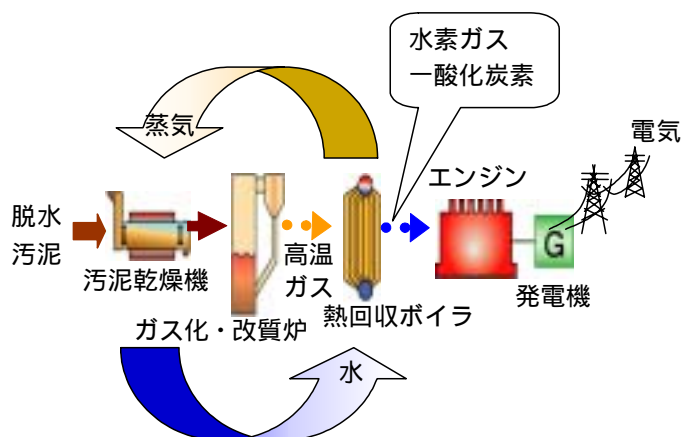 水素ガス
一酸化炭素
蒸気
電気
エンジン
脱水
汚泥
高温
ガス
G
汚泥乾燥機
発電機
ガス化・改質炉
熱回収ボイラ
水